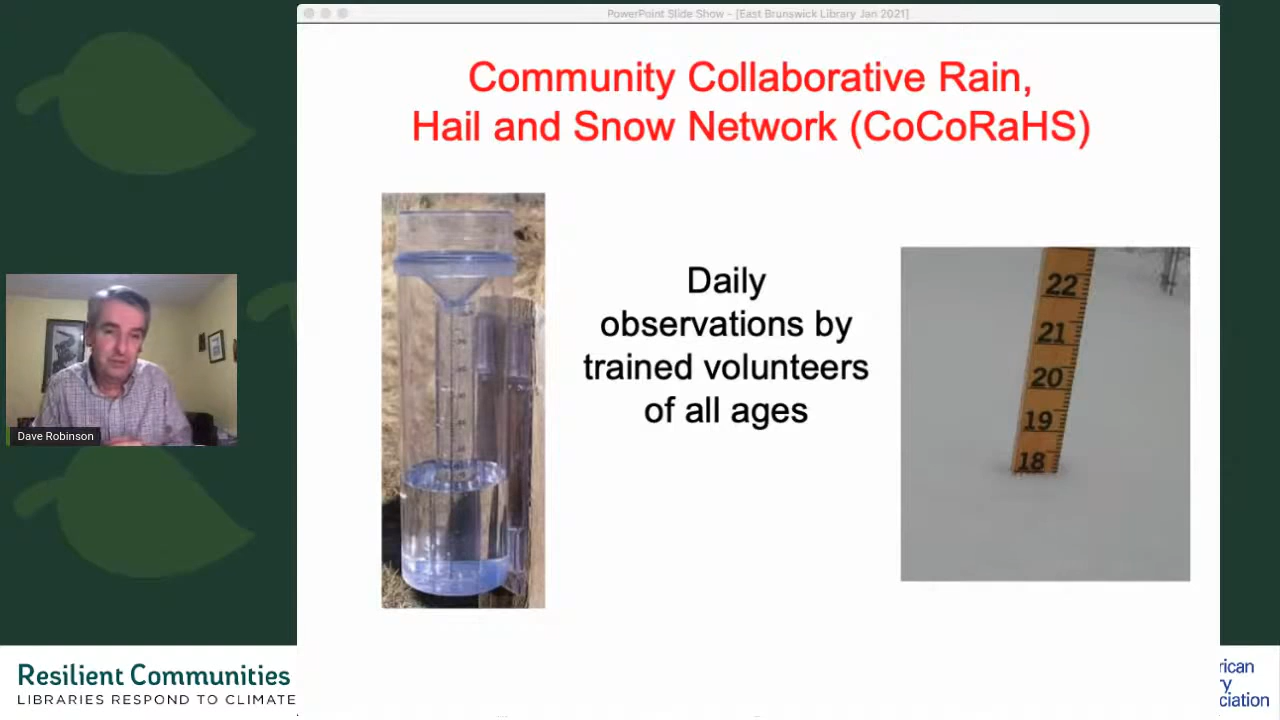 PowerPoint Slide Show - [East Brunswick Library Jan 2021]
Community Collaborative Rain,
Hail and Snow Network (CoCoRaHS)
Daily
observations by
trained volunteers
of all ages
22
21
20
19
18
Dave Robinson
Resilient Communities
LIBRARIES RESPOND TO CLIMATE
rican
ry
ciation